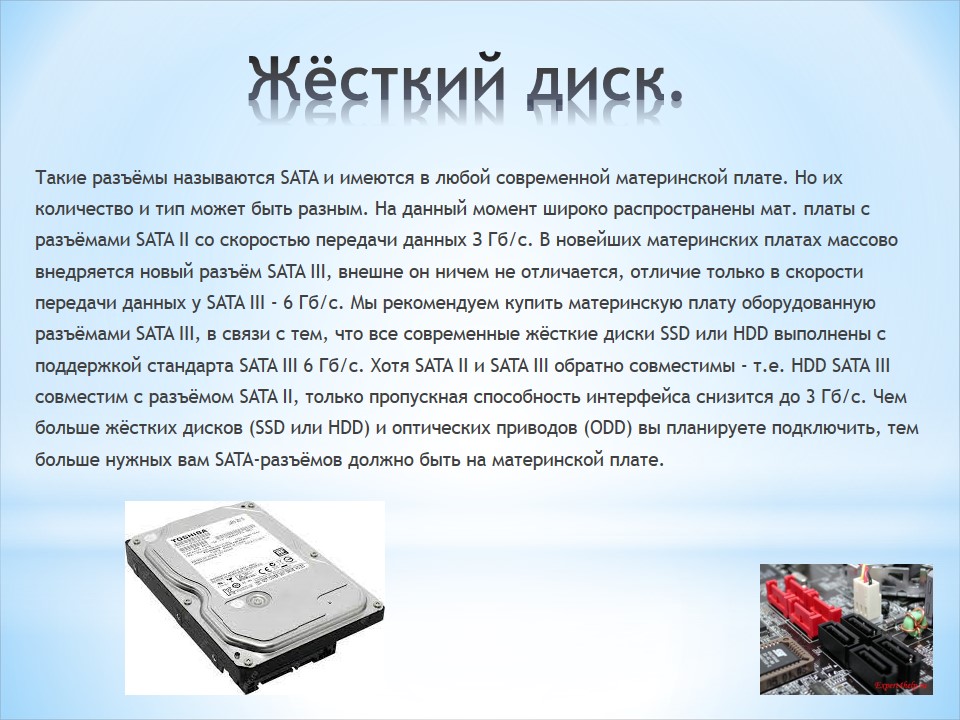 Жёсткий диск.
Такие разъёмы называются SATA и имеются в любой современной материнской плате. Но их
количество и тип может быть разным. На данный момент широко распространены мат. платы с
разъёмами SATA II со скоростью передачи данных 3 Гб/с. В новейших материнских платах массово
внедряется новый разъём SATA III, внешне он ничем не отличается, отличие только в скорости
передачи данных у SATA III - 6 Гб/с. Мы рекомендуем купить материнскую плату оборудованную
разъёмами SATA III, в связи с тем, что все современные жёсткие диски SSD или HDD выполнены с
поддержкой стандарта SATA III 6 Гб/с. Хотя SATA II и SATA III обратно совместимы - т.е. HDD SATA III
совместим с разъёмом SATA II, только пропускная способность интерфейса снизится до 3 Гб/с. Чем
больше жёстких дисков (SSD или HDD) и оптических приводов (ODD) вы планируете подключить, тем
больше нужных вам SATA-разъёмов должно быть на материнской плате.
TOSHIBA